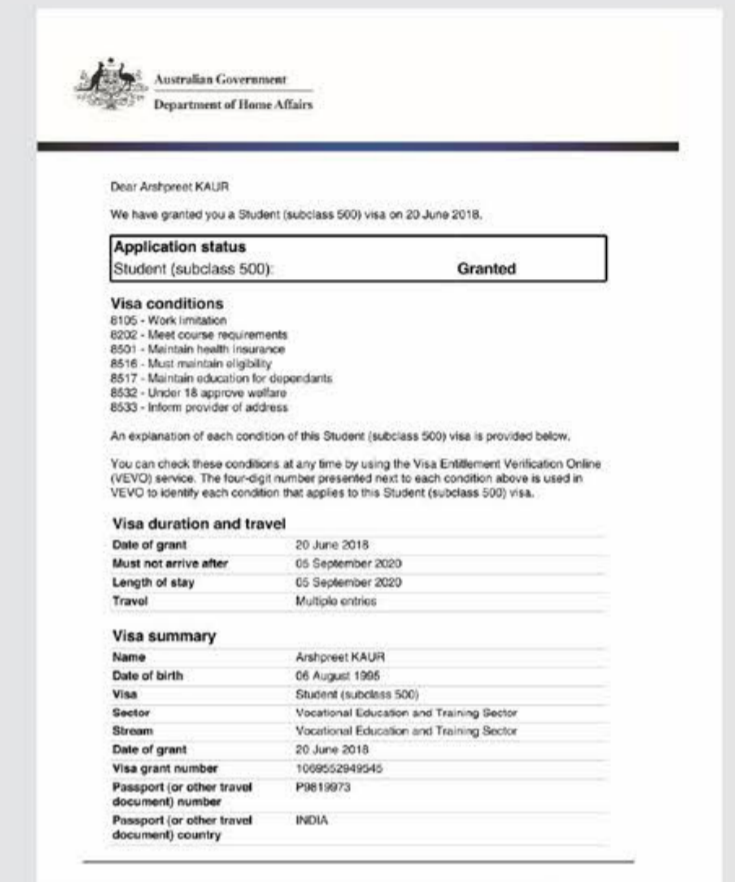 Australian Government
Department of Home Affairs
Dear Arshpreet KAUR
We have granted you a Student (subclass 500) visa on 20 June 2018.
Application status
Student (subclass 500): Granted
Visa conditions
8105 - Work limitation
8202 - Meet course requirements
8501 - Maintain health insurance
8516 - Must maintain eligibility
8517 - Maintain education for dependants
8532 - Under 18 approve welfare
8533 - Inform provider of address
An explanation of each condition of this Student (subclass 500) visa is provided below.
You can check these conditions at any time by using the Visa Entitlement Verification Online
(VEVO) service. The four-digit number presented next to each condition above is used in
VEVO to identify each condition that applies to this Student (subclass 500) visa.
Visa duration and travel
Date of grant 20 June 2018
Must not arrive after 05 September 2020
Length of stay 05 September 2020
Travel Multiple entries
Visa summary
Name Arshpreet KAUR
Date of birth 06 August 1995
Visa Student (subclass 500)
Sector Vocational Education and Training Sector
Stream Vocational Education and Training Sector
Date of grant 20 June 2018
Visa grant number 1069552949545
Passport (or other travel P9819973
document) number
Passport (or other travel INDIA
document) country